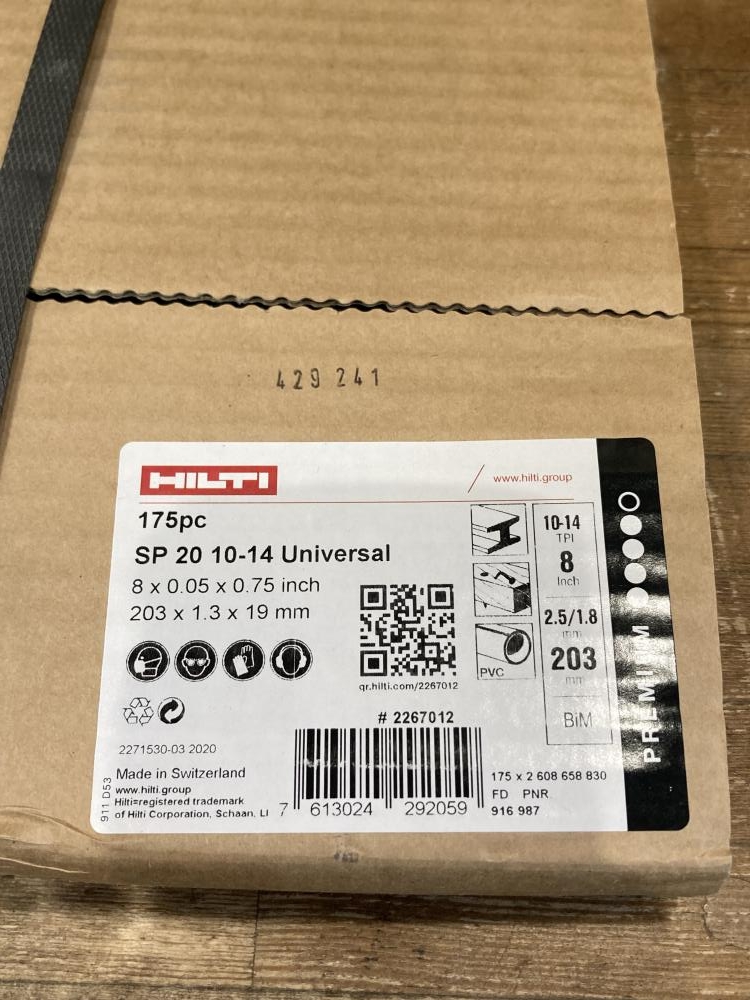 429 241
HILTI
www.hilti.group
175pc
SP 20 10-14 Universal
8 x 0.05 x 0.75 inch
203 x 1.3 x 19 mm
qr.hilti.com/2267012
PVC
10-14
TPI
8
Inch
2.5/1.8
mm
203
mm
BiM
PREMIUM
# 2267012
2271530-03 2020
Made in Switzerland
www.hilti.group
Hilti=registered trademark
of Hilti Corporation, Schaan, LI
911 D53
7 613024 292059
175 x 2 608 658 830
FD PNR
916 987